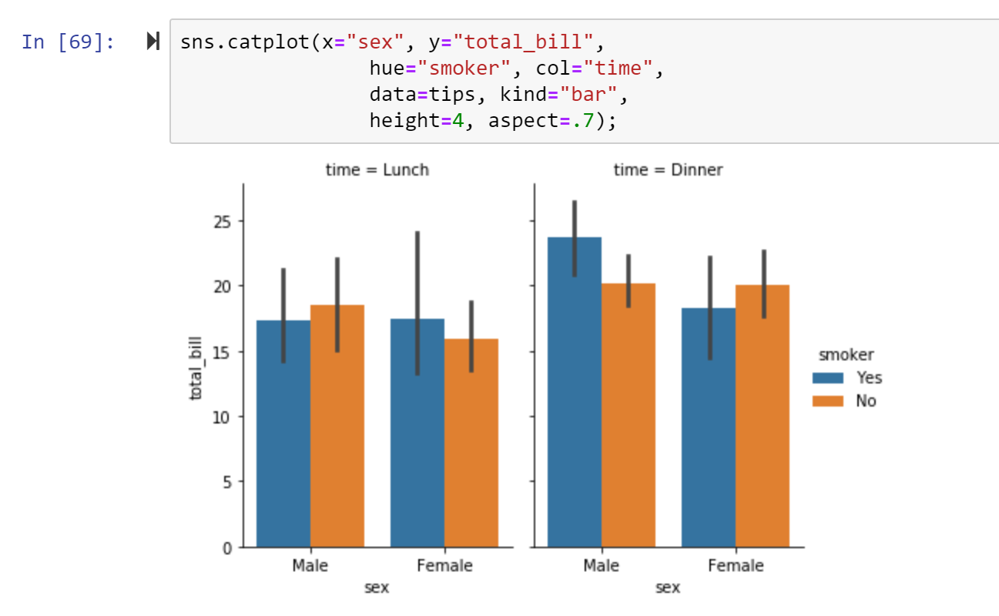 In [69]:
sns.catplot(x="sex", y="total_bill",
hue="smoker", col="time",
data=tips, kind="bar",
height=4, aspect=.7);
time = Lunch
time = Dinner
25
20
15
10
5
0
total_bill
Male
Female
sex
Male
Female
sex
smoker
Yes
No